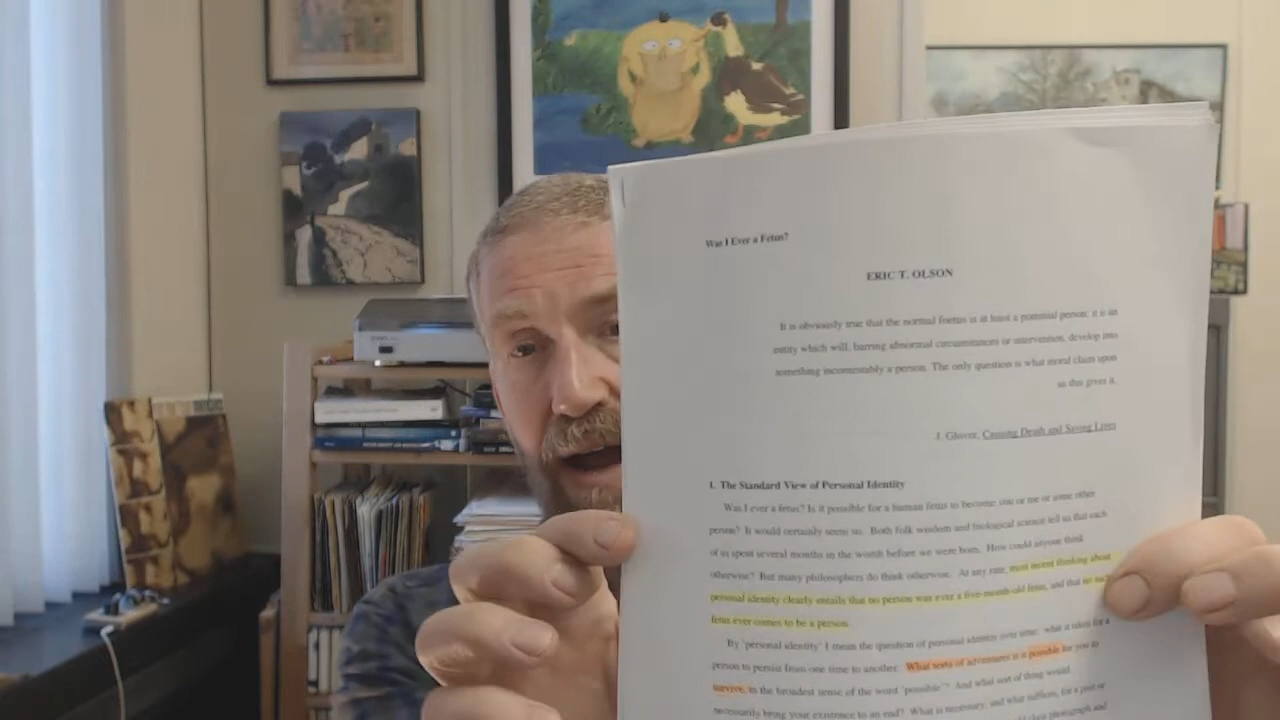 Was I Ever a Fetus?
ERIC T. OLSON
It is obviously true that the normal foetus is at least a potential person: it is an
entity which will, barring abnormal circumstances or intervention, develop into
something incontestably a person. The only question is what moral claim upon
us this gives it.
J. Glover, Causing Death and Saving Lives
I. The Standard View of Personal Identity
Was I ever a fetus? Is it possible for a human fetus to become you or me or some other
person? It would certainly seem so. Both folk wisdom and biological science tell us that each
of us spent several months in the womb before we were born. How could anyone think
otherwise? But many philosophers do think otherwise. At any rate, most recent thinking about
personal identity clearly entails that no person was ever a five-month-old fetus, and that no such
fetus ever comes to be a person.
By 'personal identity' I mean the question of personal identity over time: what it takes for a
person to persist from one time to another. What sorts of adventures is it possible for you to
survive, in the broadest sense of the word 'possible'? And what sort of thing would
necessarily bring your existence to an end? What is necessary, and what suffices, for a past or
photograph and